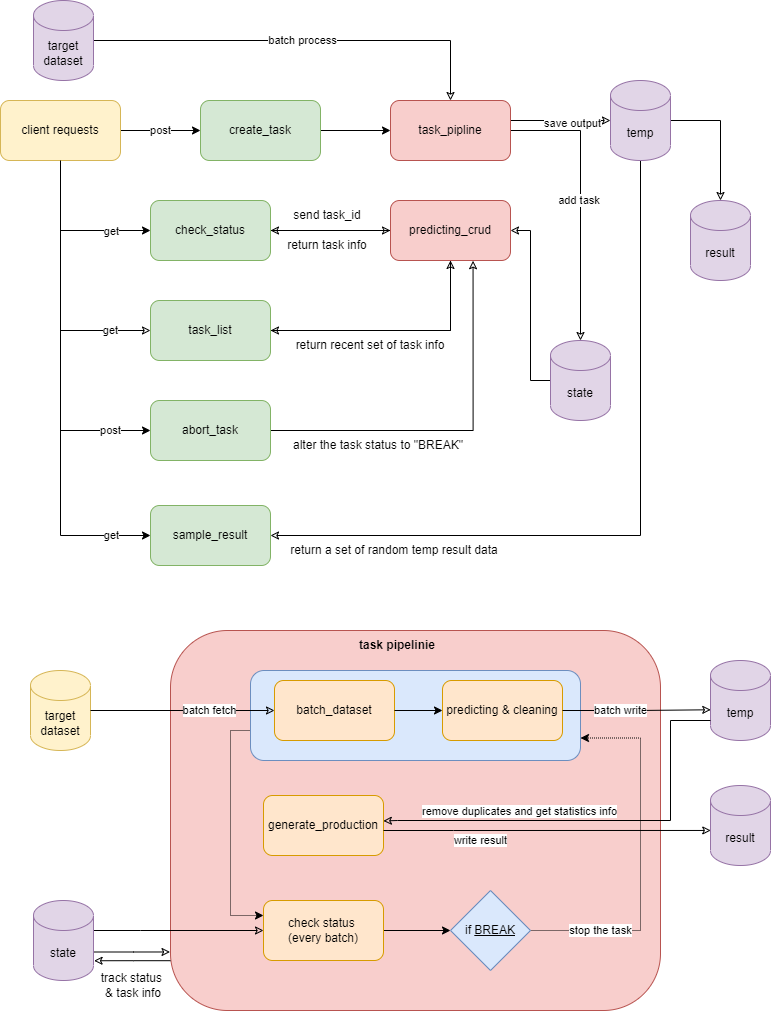 target
dataset
batch process
client requests
post
create_task
task_pipline
save output
temp
add task
result
get
check_status
send task_id
return task info
predicting_crud
get
task_list
return recent set of task info
state
post
abort_task
alter the task status to "BREAK"
get
sample_result
return a set of random temp result data
task pipelinie
target
dataset
batch fetch
batch_dataset
predicting & cleaning
batch write
temp
generate_production
remove duplicates and get statistics info
write result
result
state
check status
(every batch)
if BREAK
stop the task
track status
& task info